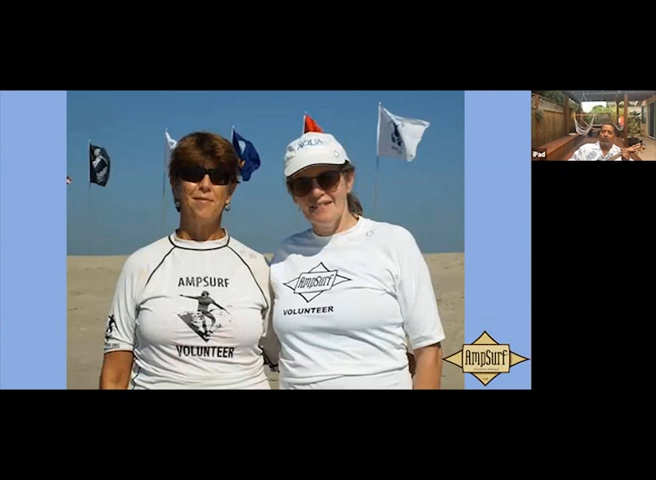 AQUA
AMPSURF
VOLUNTEER
AmpSurf
VOLUNTEER
AmpSurf
iPad